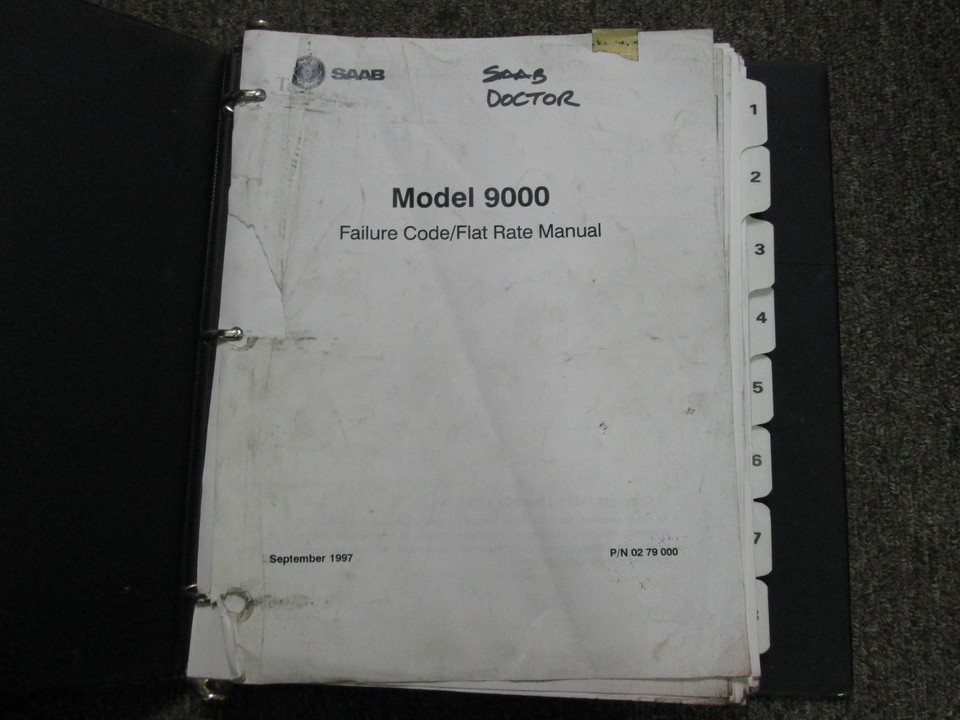 SAAB
SAAB
DOCTOR
Model 9000
Failure Code/Flat Rate Manual
September 1997
P/N 02 79 000
1
2
3
4
5
6
7